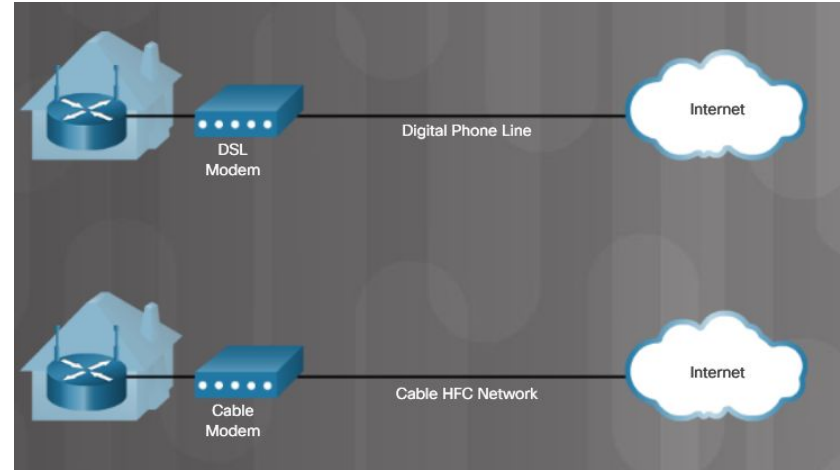 Internet
Digital Phone Line
DSL
Modem
Internet
Cable HFC Network
Cable
Modem